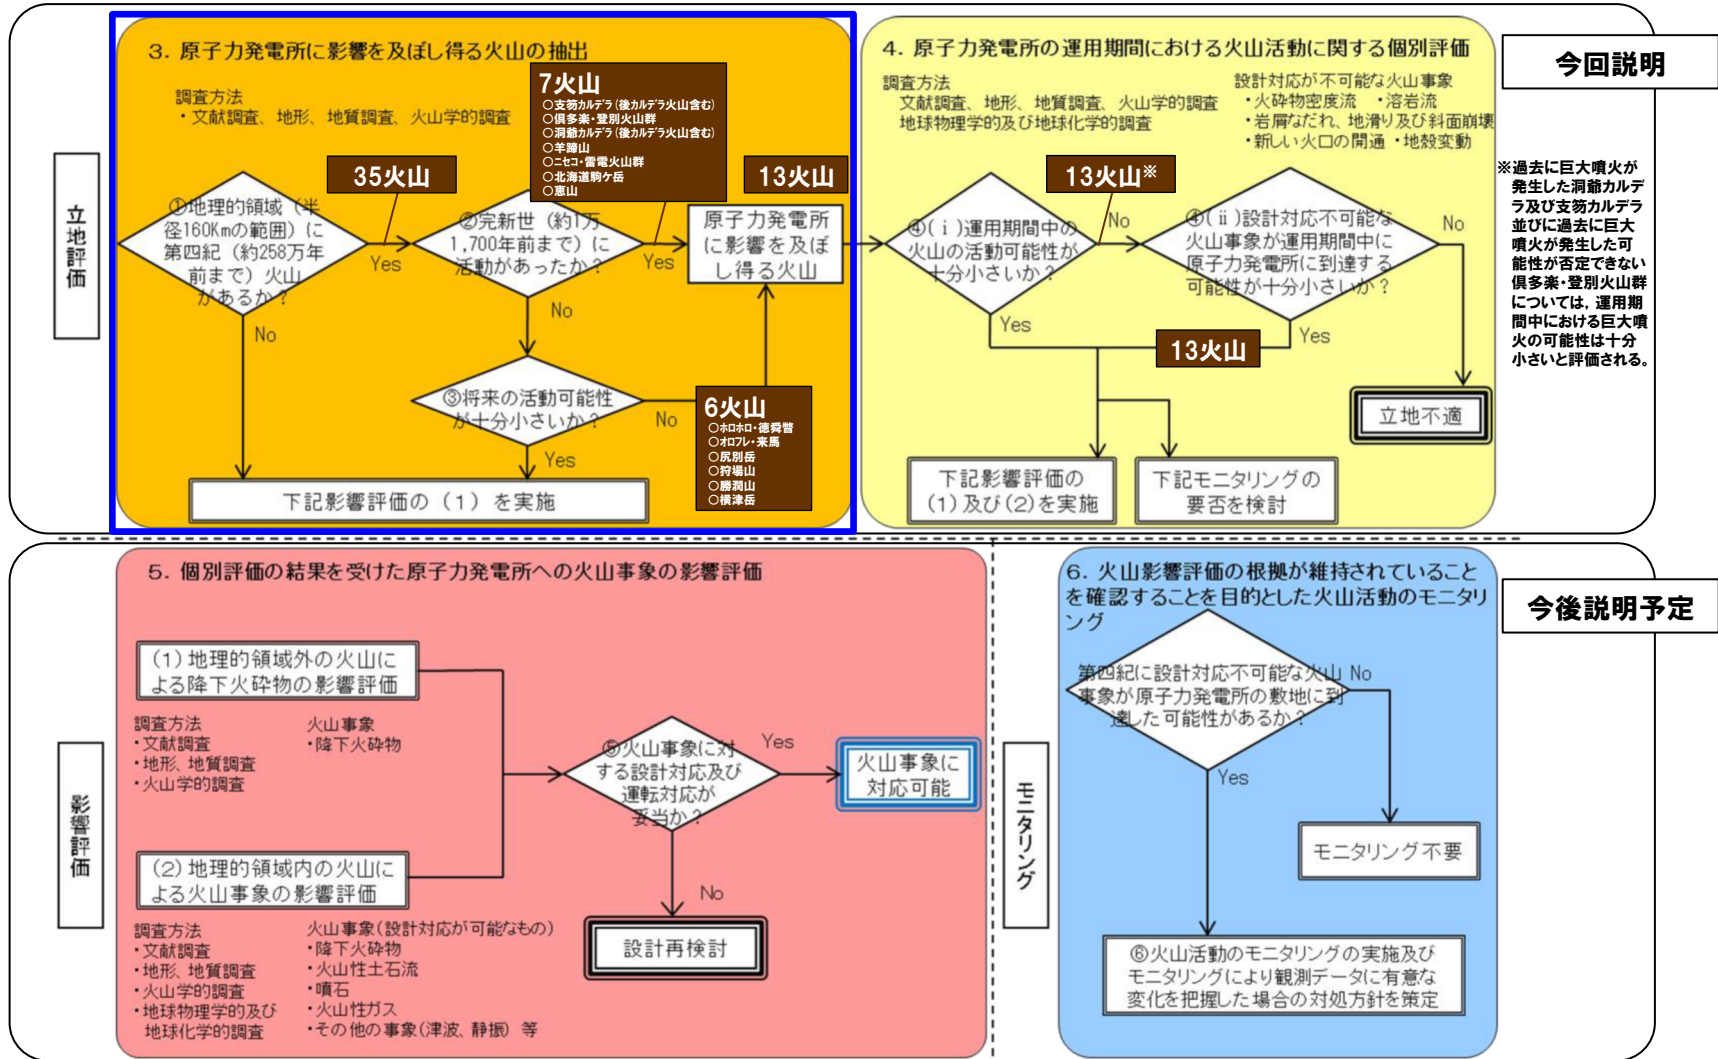 今回説明
立地評価
3. 原子力発電所に影響を及ぼし得る火山の抽出
調査方法
・文献調査、地形、地質調査、火山学的調査
①地理的領域（半
径160Kmの範囲）に
第四紀（約258万年
前まで）火山
があるか？
Yes
No
35火山
②完新世（約1万
1,700年前まで）に
活動があったか？
Yes
No
7火山
○支笏カルデラ（後カルデラ火山含む）
○倶多楽・登別火山群
○洞爺カルデラ（後カルデラ火山含む）
○羊蹄山
○ニセコ・雷電火山群
○北海道駒ケ岳
○恵山
13火山
原子力発電所
に影響を及ぼ
し得る火山
③将来の活動可能性
が十分小さいか？
No
Yes
6火山
○ホロホロ・徳舜瞥
○オロフレ・来馬
○尻別岳
○狩場山
○勝澗山
○横津岳
下記影響評価の（1）を実施
4. 原子力発電所の運用期間における火山活動に関する個別評価
調査方法
文献調査、地形、地質調査、火山学的調査
地球物理学的及び地球化学的調査
設計対応が不可能な火山事象
・火砕物密度流 ・溶岩流
・岩屑なだれ、地滑り及び斜面崩壊
・新しい火口の開通 ・地殻変動
④(ⅰ)運用期間中の
火山の活動可能性が
十分小さいか？
No
Yes
13火山※
④(ⅱ)設計対応不可能な
火山事象が運用期間中に
原子力発電所に到達する
可能性が十分小さいか？
No
Yes
13火山
立地不適
下記影響評価の
(1)及び(2)を実施
下記モニタリングの
要否を検討
※過去に巨大噴火が
発生した洞爺カルデ
ラ及び支笏カルデラ
並びに過去に巨大
噴火が発生した可
能性が否定できない
倶多楽・登別火山群
については，運用期
間中における巨大噴
火の可能性は十分
小さいと評価される。
今後説明予定
影響評価
5. 個別評価の結果を受けた原子力発電所への火山事象の影響評価
(1)地理的領域外の火山に
よる降下火砕物の影響評価
調査方法
・文献調査
・地形、地質調査
・火山学的調査
火山事象
・降下火砕物
(2)地理的領域内の火山に
よる火山事象の影響評価
調査方法
・文献調査
・地形、地質調査
・火山学的調査
・地球物理学的及び
地球化学的調査
火山事象(設計対応が可能なもの)
・降下火砕物
・火山性土石流
・噴石
・火山性ガス
・その他の事象(津波、静振) 等
⑤火山事象に対
する設計対応及び
運転対応が
妥当か？
Yes
No
火山事象に
対応可能
設計再検討
モニタリング
6. 火山影響評価の根拠が維持されていること
を確認することを目的とした火山活動のモニタリ
ング
第四紀に設計対応不可能な火山
事象が原子力発電所の敷地に到
達した可能性があるか？
No
Yes
モニタリング不要
⑥火山活動のモニタリングの実施及び
モニタリングにより観測データに有意な
変化を把握した場合の対処方針を策定